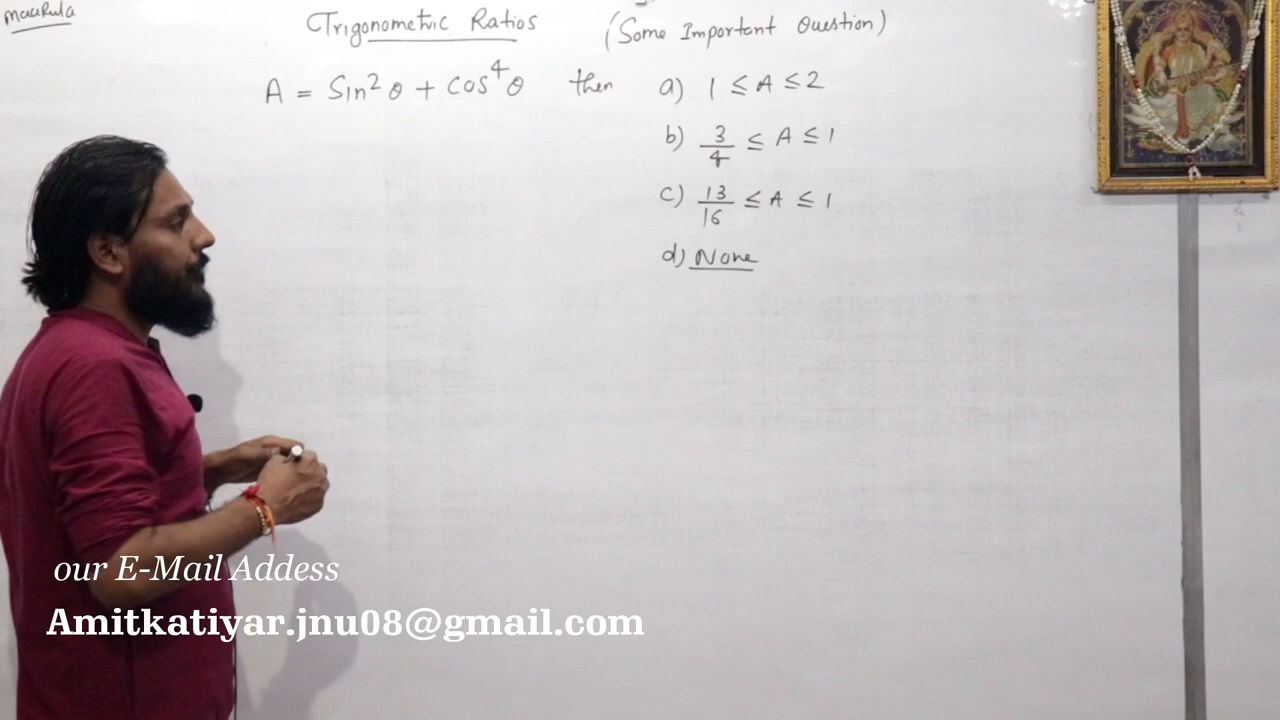 Trigonometric Ratios (Some Important Question)
A = Sin²θ + cos⁴θ then a) 1 ≤ A ≤ 2
b) 3/4 ≤ A ≤ 1
c) 13/16 ≤ A ≤ 1
d) None
our E-Mail Addess
Amitkatiyar.jnu08@gmail.com